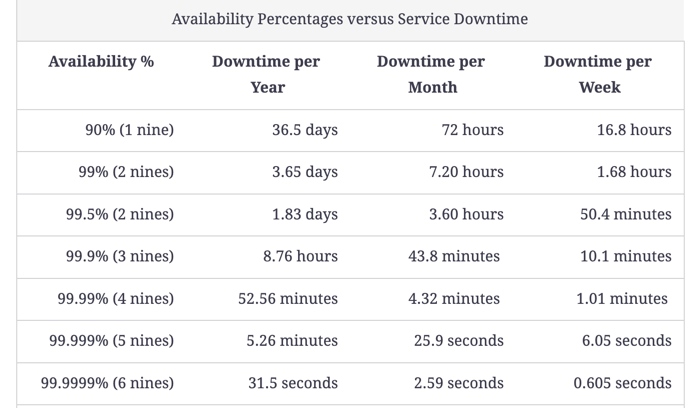 Availability Percentages versus Service Downtime
Availability % Downtime per Year Downtime per Month Downtime per Week
90% (1 nine) 36.5 days 72 hours 16.8 hours
99% (2 nines) 3.65 days 7.20 hours 1.68 hours
99.5% (2 nines) 1.83 days 3.60 hours 50.4 minutes
99.9% (3 nines) 8.76 hours 43.8 minutes 10.1 minutes
99.99% (4 nines) 52.56 minutes 4.32 minutes 1.01 minutes
99.999% (5 nines) 5.26 minutes 25.9 seconds 6.05 seconds
99.9999% (6 nines) 31.5 seconds 2.59 seconds 0.605 seconds